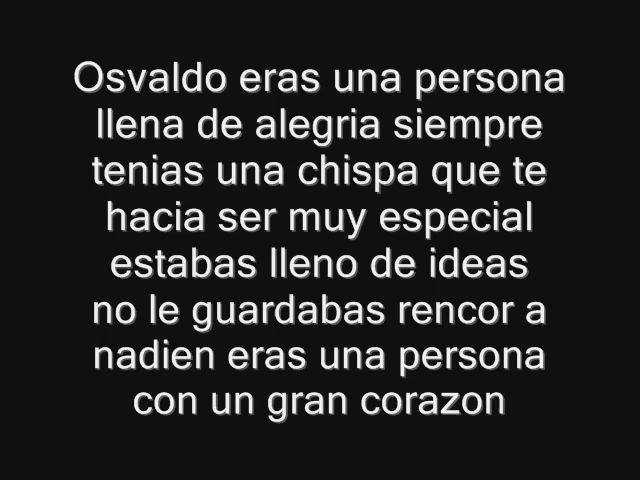 Osvaldo eras una persona
llena de alegria siempre
tenias una chispa que te
hacia ser muy especial
estabas lleno de ideas
no le guardabas rencor a
nadien eras una persona
con un gran corazon